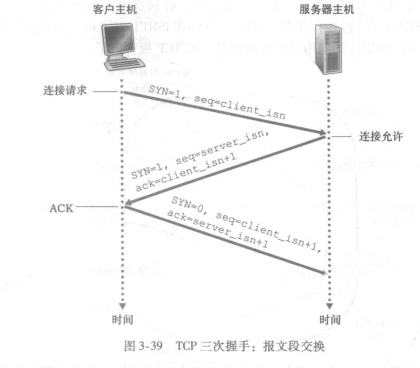 客户主机
服务器主机
连接请求
SYN=1, seq=client_isn
连接允许
SYN=1, seq=server_isn,
ack=client_isn+1
ACK
SYN=0, seq=client_isn+1,
ack=server_isn+1
时间
时间
图 3-39 TCP 三次握手：报文段交换